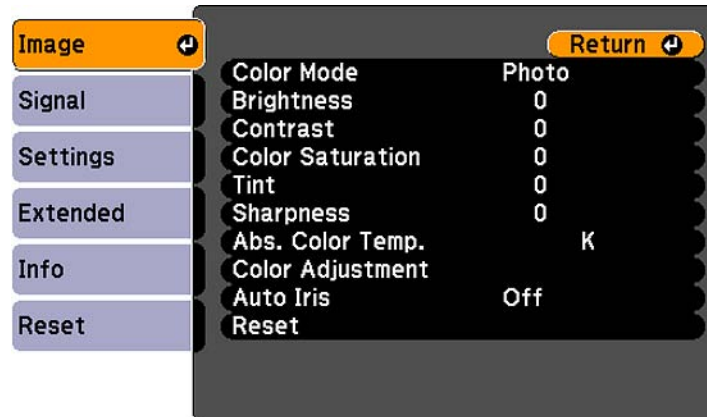 Image
Signal
Settings
Extended
Info
Reset
Return
Color Mode Photo
Brightness 0
Contrast 0
Color Saturation 0
Tint 0
Sharpness 0
Abs. Color Temp. K
Color Adjustment
Auto Iris Off
Reset